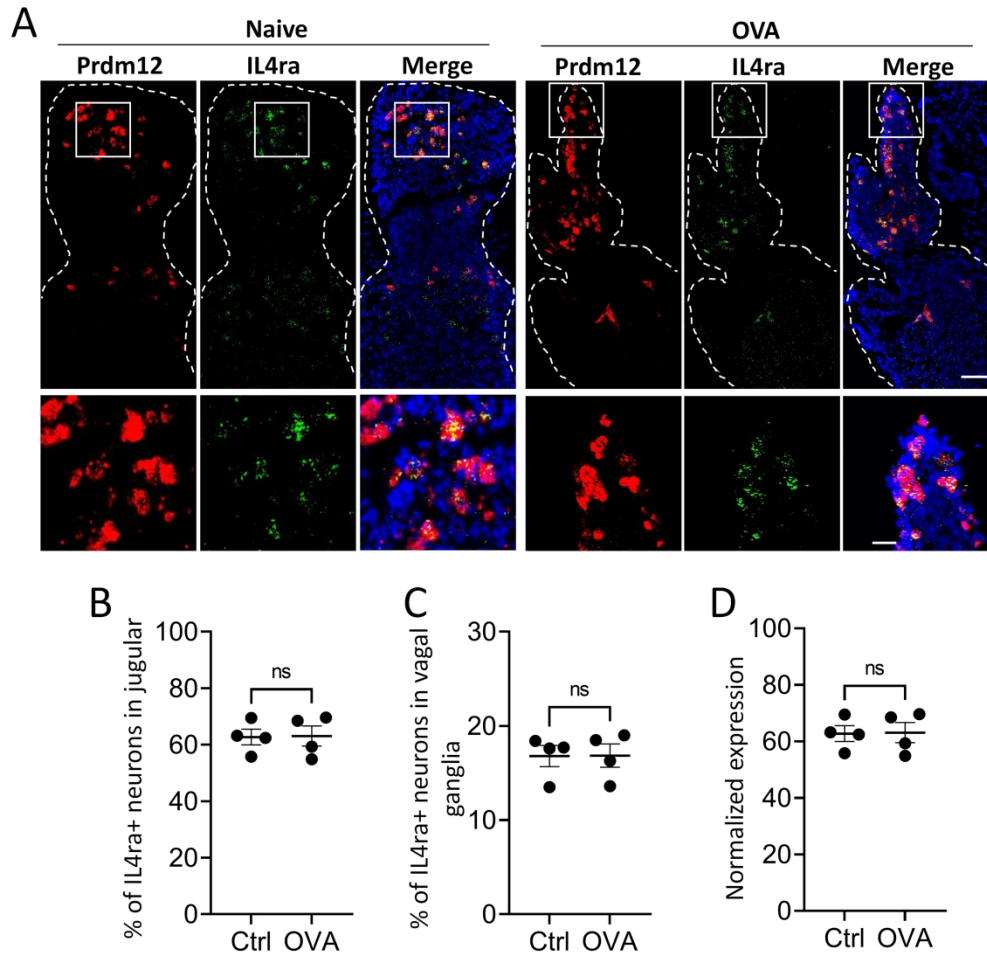 A
Naive
OVA
Prdm12 IL4ra Merge
Prdm12 IL4ra Merge
B
% of IL4ra+ neurons in jugular
100
80
60
40
20
0
ns
Ctrl OVA
C
% of IL4ra+ neurons in vagal
ganglia
30
20
10
0
ns
Ctrl OVA
D
Normalized expression
100
80
60
40
20
0
ns
Ctrl OVA